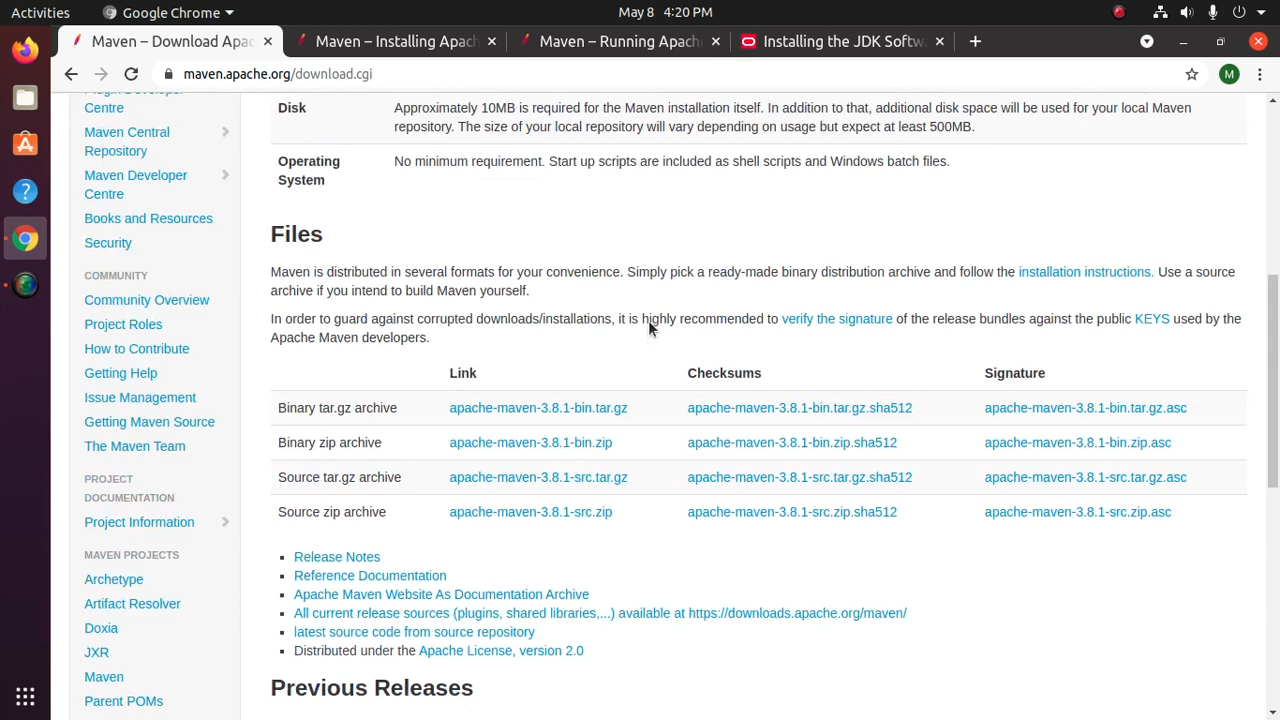 Activities
Google Chrome
May 8 4:20 PM
Maven – Download Apac
Maven – Installing Apach
Maven – Running Apach
Installing the JDK Softw
maven.apache.org/download.cgi
M
Centre
Maven Central
Repository
Maven Developer
Centre
Books and Resources
Security
COMMUNITY
Community Overview
Project Roles
How to Contribute
Getting Help
Issue Management
Getting Maven Source
The Maven Team
PROJECT
DOCUMENTATION
Project Information
MAVEN PROJECTS
Archetype
Artifact Resolver
Doxia
JXR
Maven
Parent POMs
Disk Approximately 10MB is required for the Maven installation itself. In addition to that, additional disk space will be used for your local Maven
repository. The size of your local repository will vary depending on usage but expect at least 500MB.
Operating No minimum requirement. Start up scripts are included as shell scripts and Windows batch files.
System
Files
Maven is distributed in several formats for your convenience. Simply pick a ready-made binary distribution archive and follow the installation instructions. Use a source
archive if you intend to build Maven yourself.
In order to guard against corrupted downloads/installations, it is highly recommended to verify the signature of the release bundles against the public KEYS used by the
Apache Maven developers.
Link Checksums Signature
Binary tar.gz archive apache-maven-3.8.1-bin.tar.gz apache-maven-3.8.1-bin.tar.gz.sha512 apache-maven-3.8.1-bin.tar.gz.asc
Binary zip archive apache-maven-3.8.1-bin.zip apache-maven-3.8.1-bin.zip.sha512 apache-maven-3.8.1-bin.zip.asc
Source tar.gz archive apache-maven-3.8.1-src.tar.gz apache-maven-3.8.1-src.tar.gz.sha512 apache-maven-3.8.1-src.tar.gz.asc
Source zip archive apache-maven-3.8.1-src.zip apache-maven-3.8.1-src.zip.sha512 apache-maven-3.8.1-src.zip.asc
Release Notes
Reference Documentation
Apache Maven Website As Documentation Archive
All current release sources (plugins, shared libraries,...) available at https://downloads.apache.org/maven/
latest source code from source repository
Distributed under the Apache License, version 2.0
Previous Releases